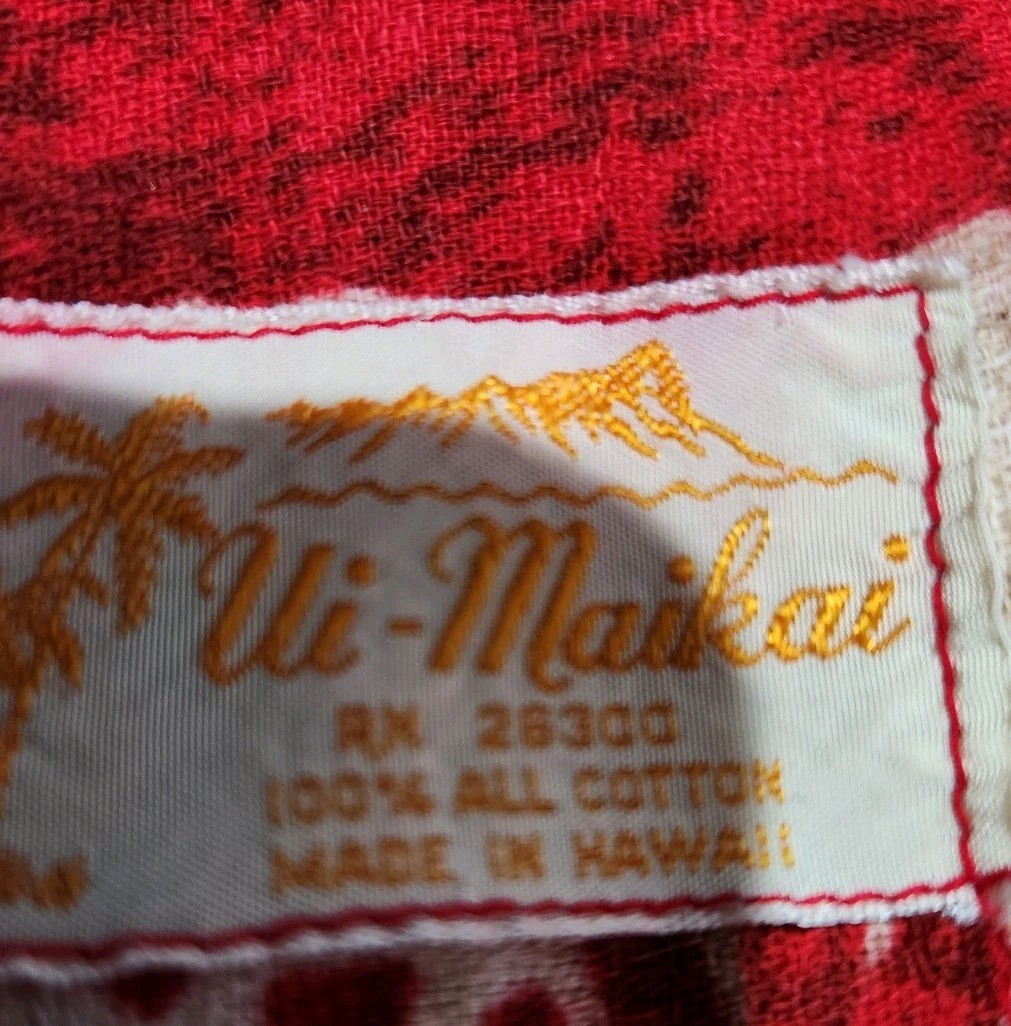 Ui-Maikai
RN 26300
100% ALL COTTON
MADE IN HAWAII